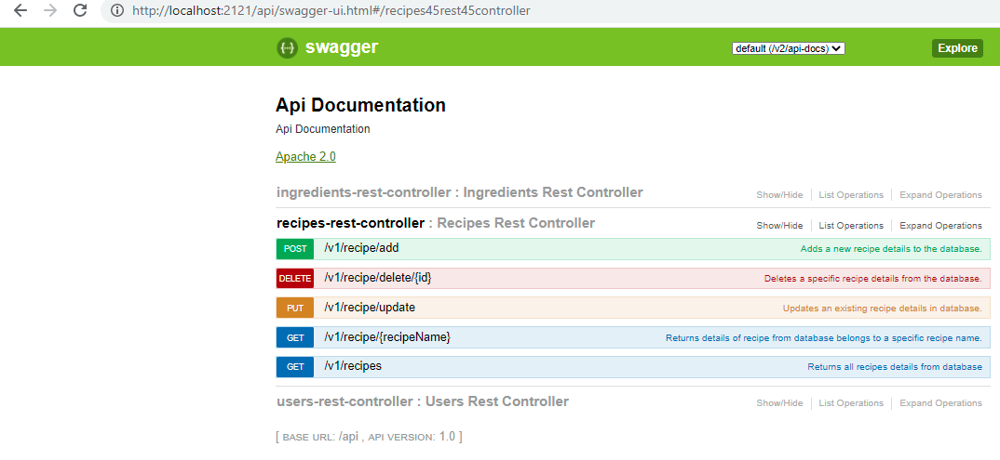 http://localhost:2121/api/swagger-ui.html#/recipes45rest45controller
swagger default (/v2/api-docs) Explore
Api Documentation
Api Documentation
Apache 2.0
ingredients-rest-controller : Ingredients Rest Controller Show/Hide List Operations Expand Operations
recipes-rest-controller : Recipes Rest Controller Show/Hide List Operations Expand Operations
POST /v1/recipe/add Adds a new recipe details to the database.
DELETE /v1/recipe/delete/{id} Deletes a specific recipe details from the database.
PUT /v1/recipe/update Updates an existing recipe details in database.
GET /v1/recipe/{recipeName} Returns details of recipe from database belongs to a specific recipe name.
GET /v1/recipes Returns all recipes details from database
users-rest-controller : Users Rest Controller Show/Hide List Operations Expand Operations
[ BASE URL: /api , API VERSION: 1.0 ]